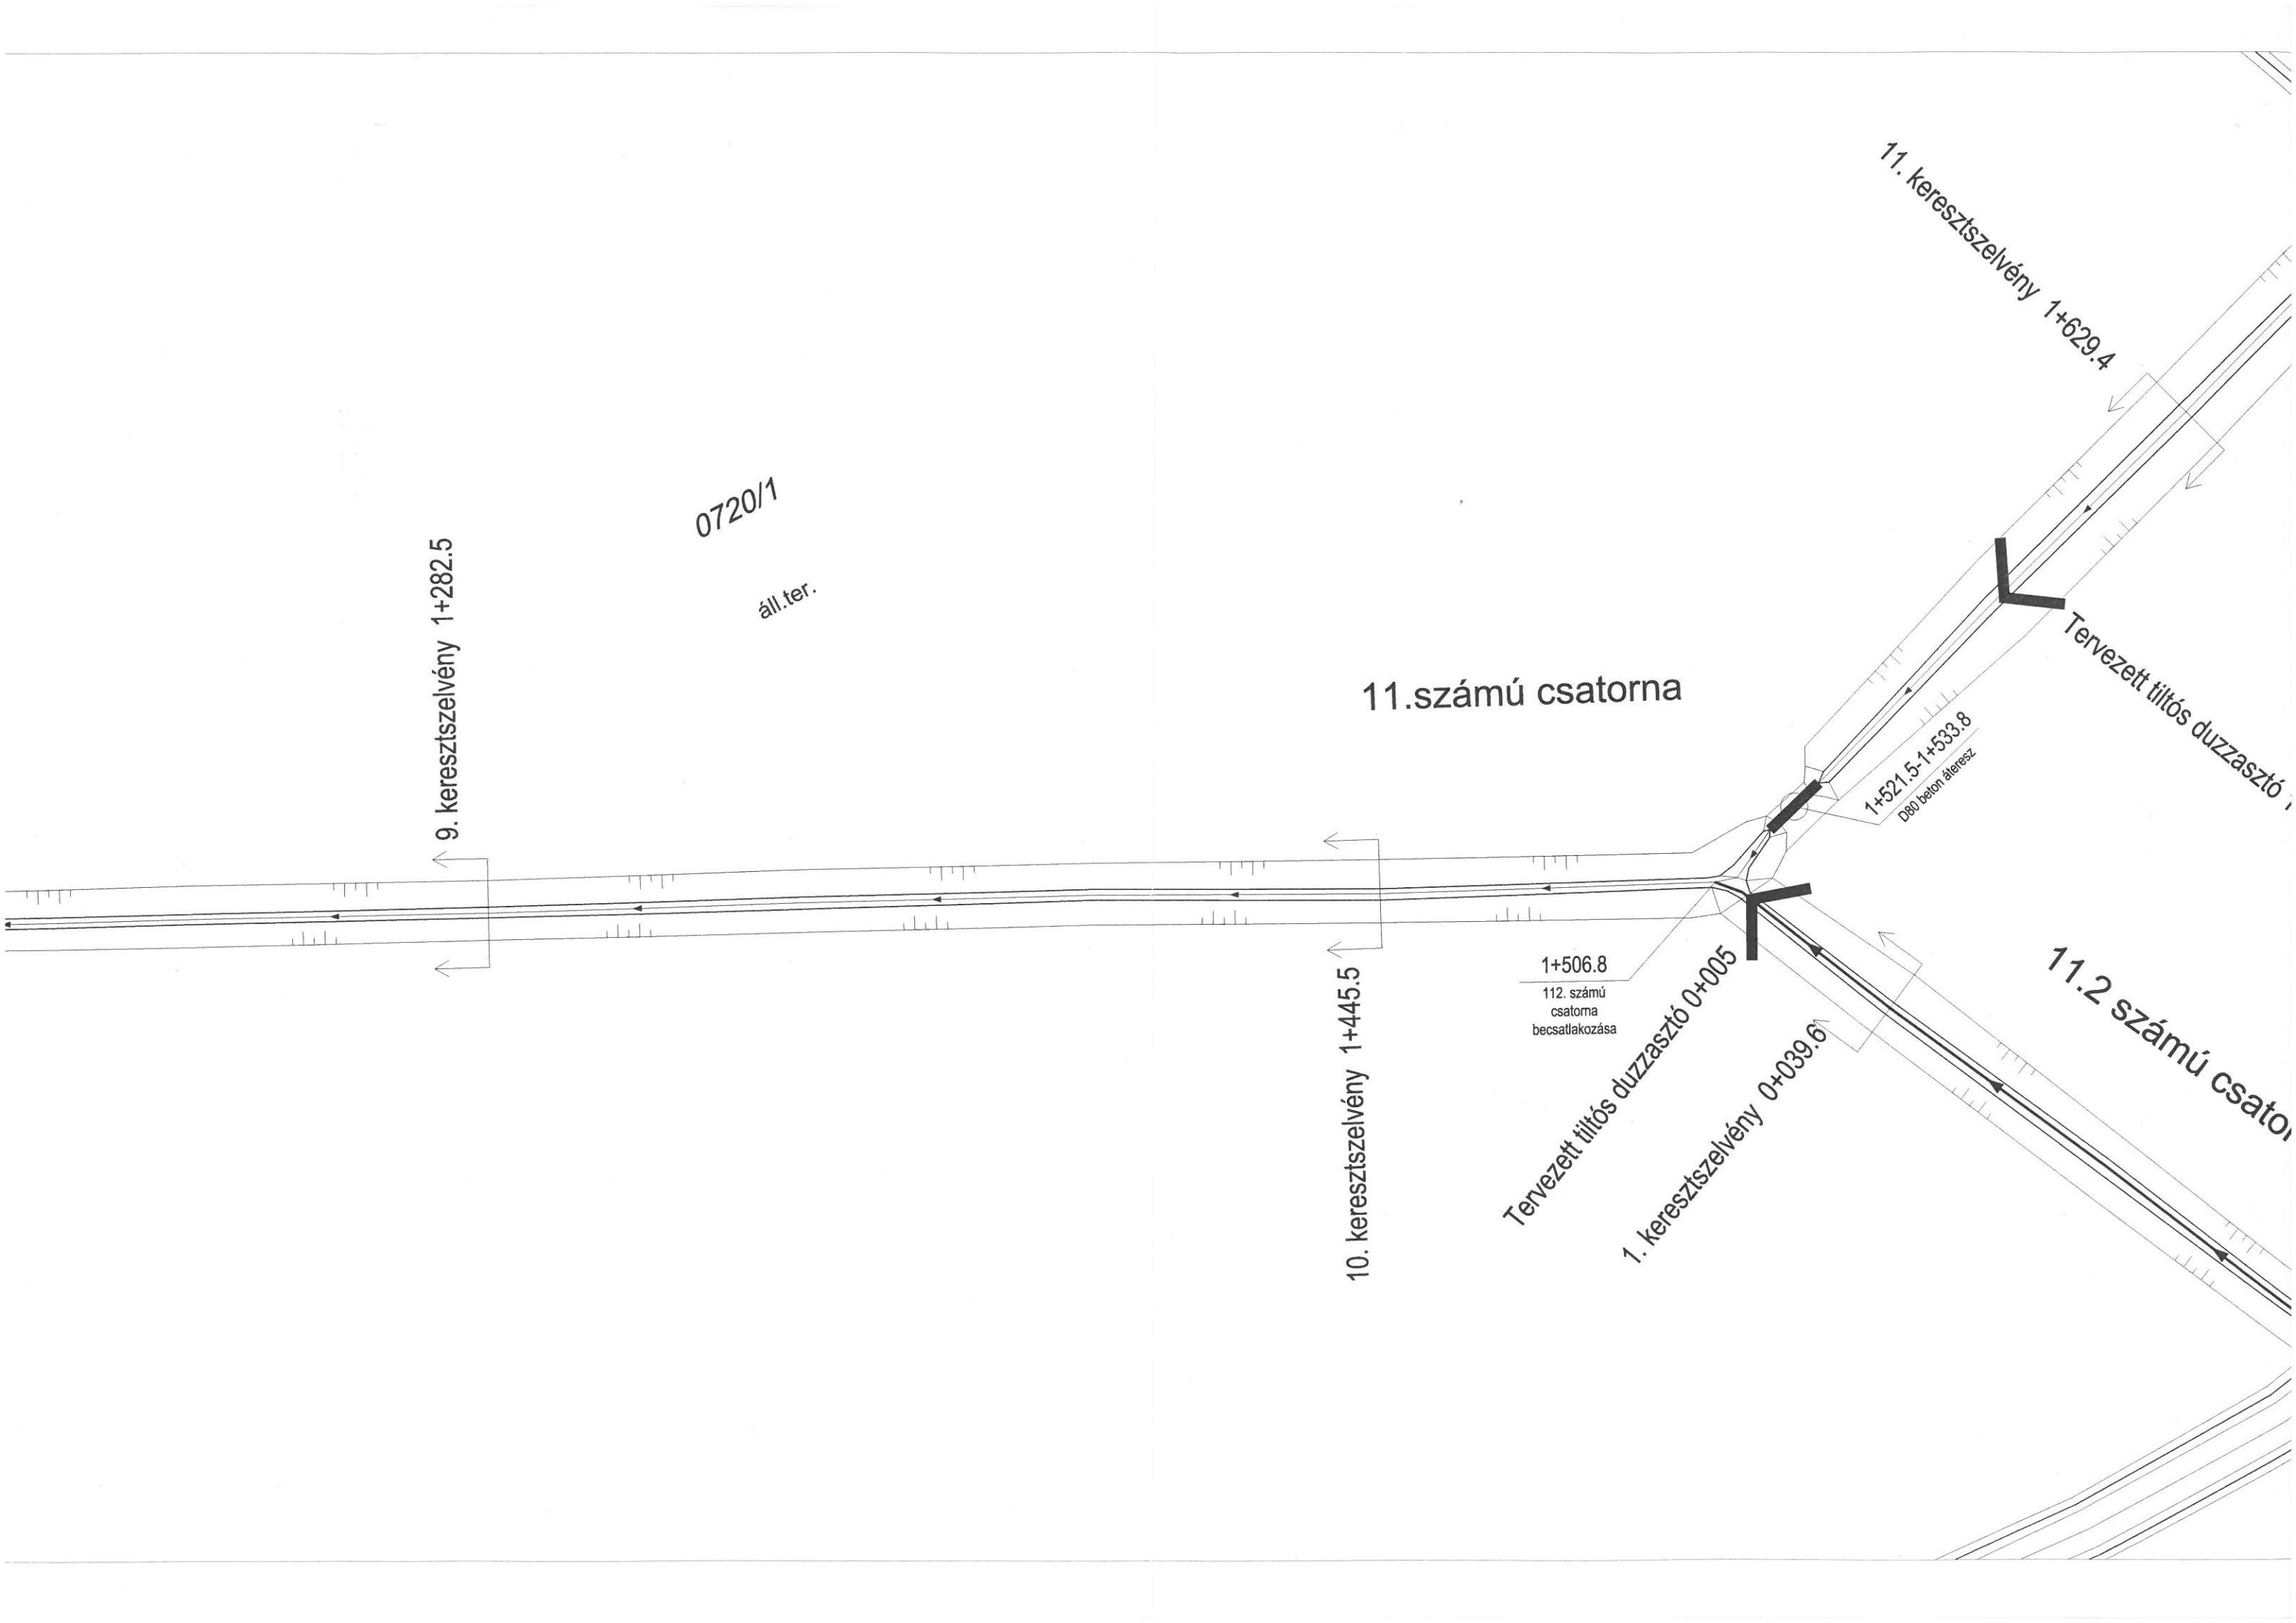 11. keresztszelvény 1+629.4
0720/1
áll.ter.
9. keresztszelvény 1+282.5
11.számú csatorna
Tervezett tiltós duzzasztó
1+521.5-1+533.8
D80 beton áteresz
1+506.8
112. számú
csatorna
becsatlakozása
10. keresztszelvény 1+445.5
Tervezett tiltós duzzasztó 0+005
1. keresztszelvény 0+039.6
11.2 számú